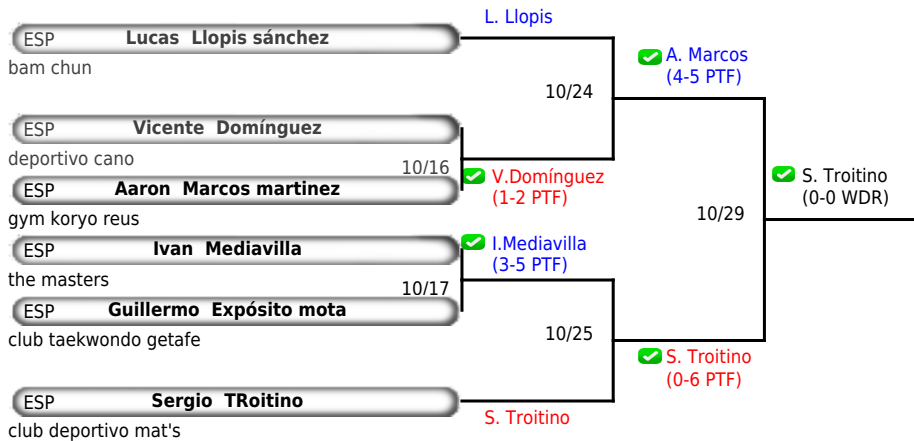 L. Llopis
ESP Lucas Llopis sánchez
bam chun
A. Marcos
(4-5 PTF)
10/24
ESP Vicente Domínguez
deportivo cano
10/16
V.Domínguez
(1-2 PTF)
ESP Aaron Marcos martinez
gym koryo reus
S. Troitino
(0-0 WDR)
10/29
ESP Ivan Mediavilla
the masters
I.Mediavilla
(3-5 PTF)
10/17
ESP Guillermo Expósito mota
club taekwondo getafe
10/25
S. Troitino
(0-6 PTF)
ESP Sergio TRoitino
club deportivo mat's
S. Troitino